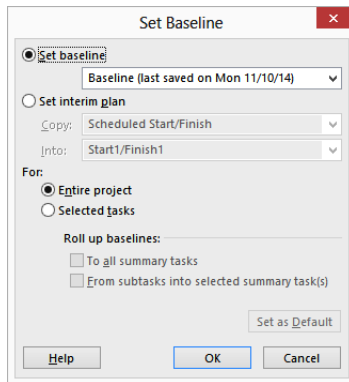 Set Baseline
Set baseline
Baseline (last saved on Mon 11/10/14)
Set interim plan
Copy: Scheduled Start/Finish
Into: Start1/Finish1
For:
Entire project
Selected tasks
Roll up baselines:
To all summary tasks
From subtasks into selected summary task(s)
Set as Default
Help OK Cancel